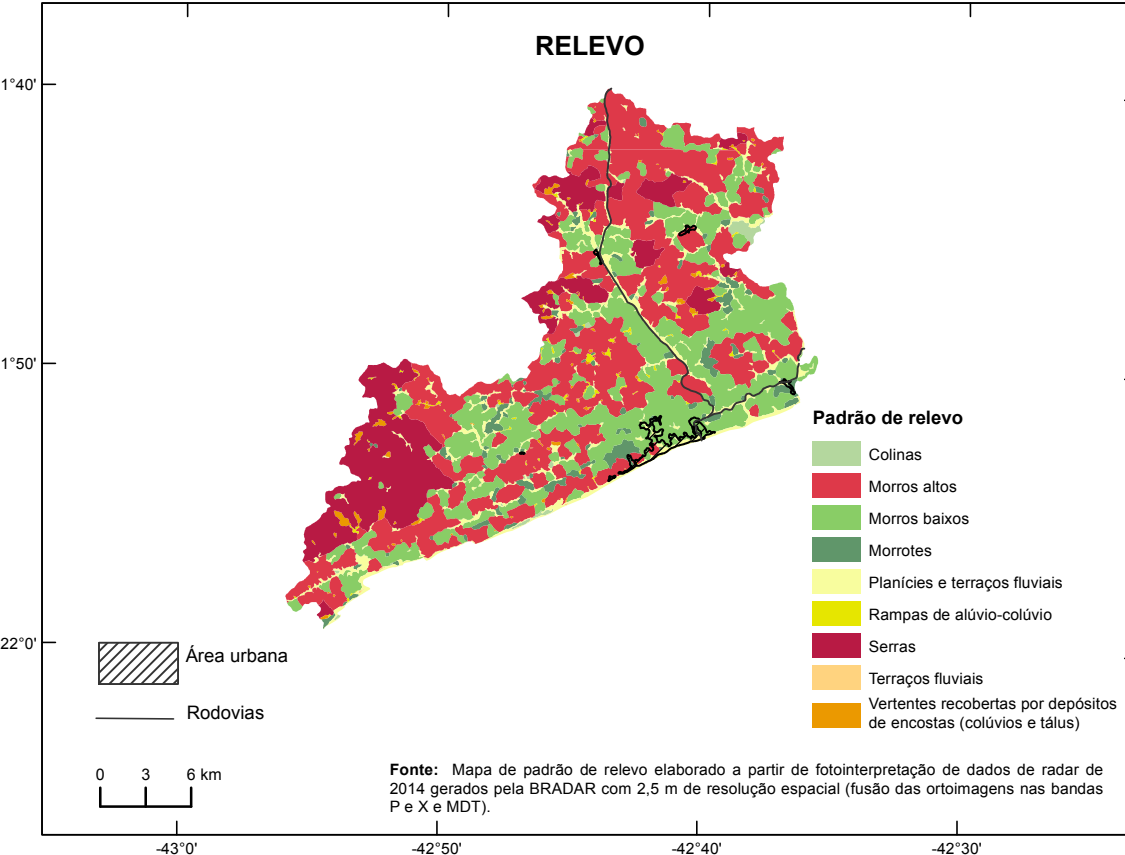 RELEVO
1°40'
1°50'
22°0'
Padrão de relevo
Colinas
Morros altos
Morros baixos
Morrotes
Planícies e terraços fluviais
Rampas de alúvio-colúvio
Serras
Terraços fluviais
Vertentes recobertas por depósitos
de encostas (colúvios e tálus)
Área urbana
Rodovias
0 3 6 km
Fonte: Mapa de padrão de relevo elaborado a partir de fotointerpretação de dados de radar de
2014 gerados pela BRADAR com 2,5 m de resolução espacial (fusão das ortoimagens nas bandas
P e X e MDT).
-43°0' -42°50' -42°40' -42°30'